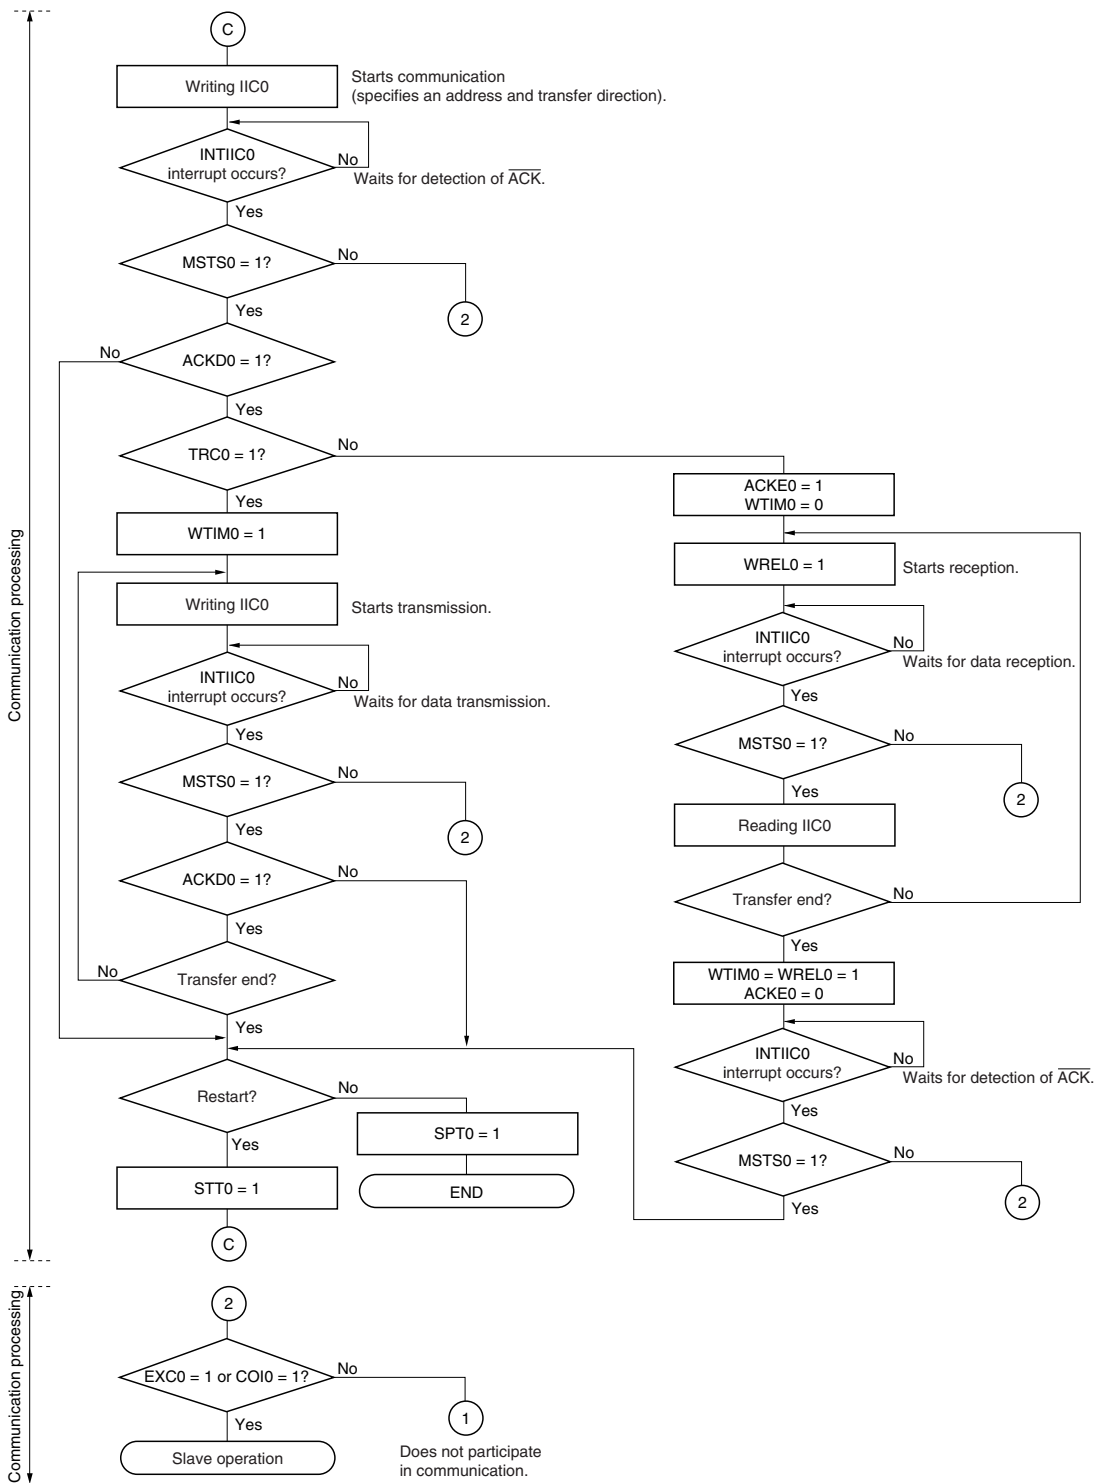 C
Writing IIC0
Starts communication
(specifies an address and transfer direction).
INTIIC0
interrupt occurs?
No
Waits for detection of ACK.
Yes
MSTS0 = 1?
No
2
Yes
No
ACKD0 = 1?
Yes
TRC0 = 1?
No
Yes
WTIM0 = 1
Writing IIC0
Starts transmission.
INTIIC0
interrupt occurs?
No
Waits for data transmission.
Yes
MSTS0 = 1?
No
2
Yes
ACKD0 = 1?
No
Yes
No
Transfer end?
Yes
Restart?
No
SPT0 = 1
END
Yes
STT0 = 1
C
ACKE0 = 1
WTIM0 = 0
WREL0 = 1
Starts reception.
INTIIC0
interrupt occurs?
No
Waits for data reception.
Yes
MSTS0 = 1?
No
2
Yes
Reading IIC0
Transfer end?
No
Yes
WTIM0 = WREL0 = 1
ACKE0 = 0
INTIIC0
interrupt occurs?
No
Waits for detection of ACK.
Yes
MSTS0 = 1?
No
2
Yes
Communication processing
2
EXC0 = 1 or COI0 = 1?
No
1
Does not participate
in communication.
Yes
Slave operation
Communication processing